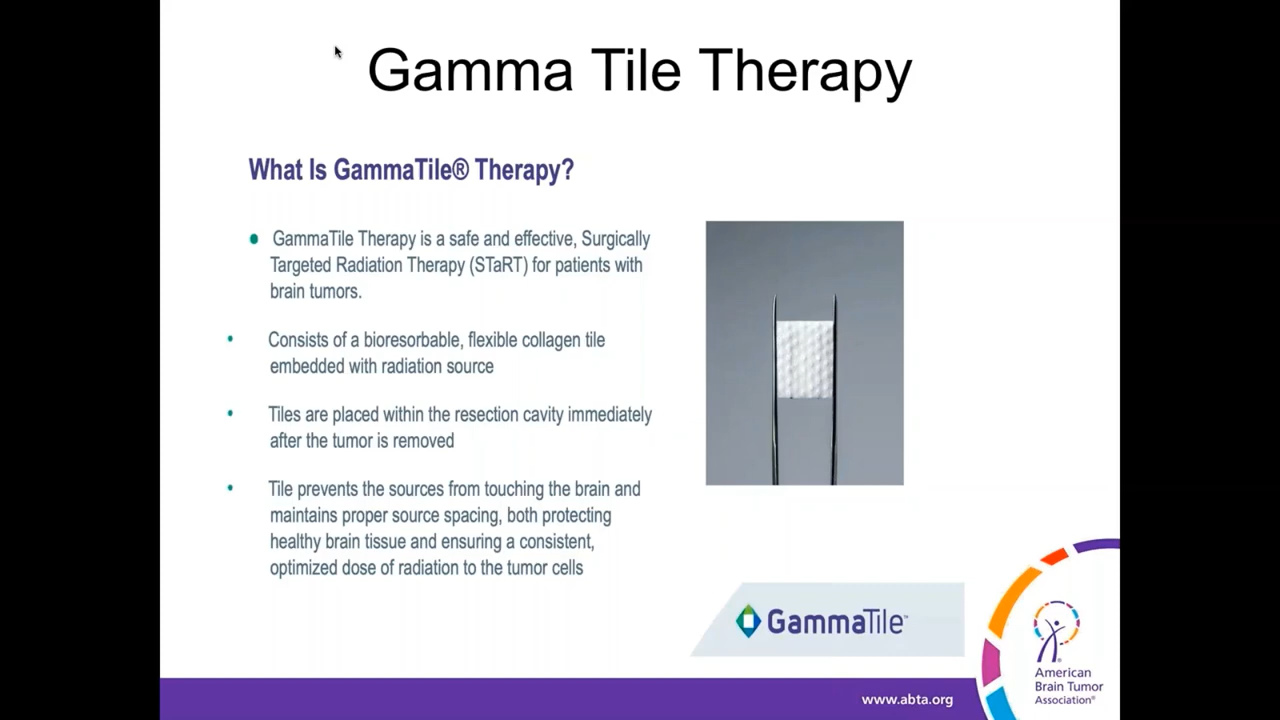 Gamma Tile Therapy
What Is GammaTile® Therapy?
• GammaTile Therapy is a safe and effective, Surgically
Targeted Radiation Therapy (STaRT) for patients with
brain tumors.
• Consists of a bioresorbable, flexible collagen tile
embedded with radiation source
• Tiles are placed within the resection cavity immediately
after the tumor is removed
• Tile prevents the sources from touching the brain and
maintains proper source spacing, both protecting
healthy brain tissue and ensuring a consistent,
optimized dose of radiation to the tumor cells
GammaTile™
American
Brain Tumor
Association®
www.abta.org